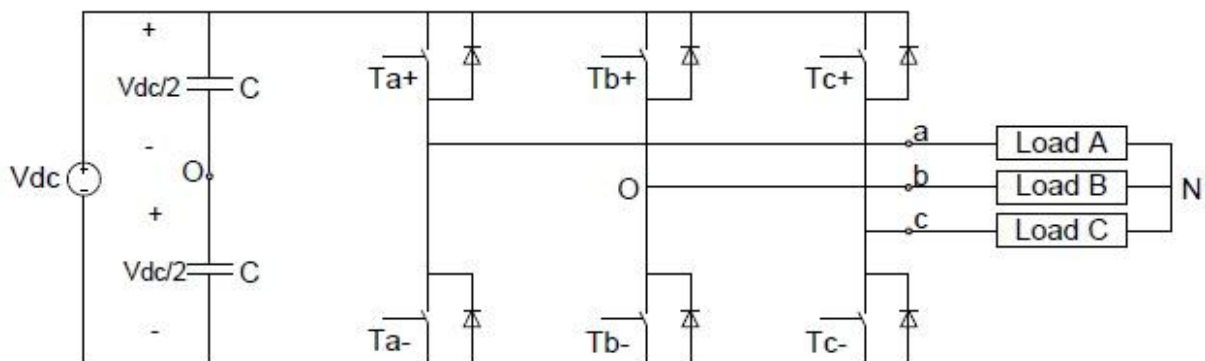 +
Vdc/2
C
-
Ta+
Tb+
Tc+
a
Load A
Vdc
+
-
O
O
b
Load B
N
+
c
Load C
Vdc/2
C
-
Ta-
Tb-
Tc-